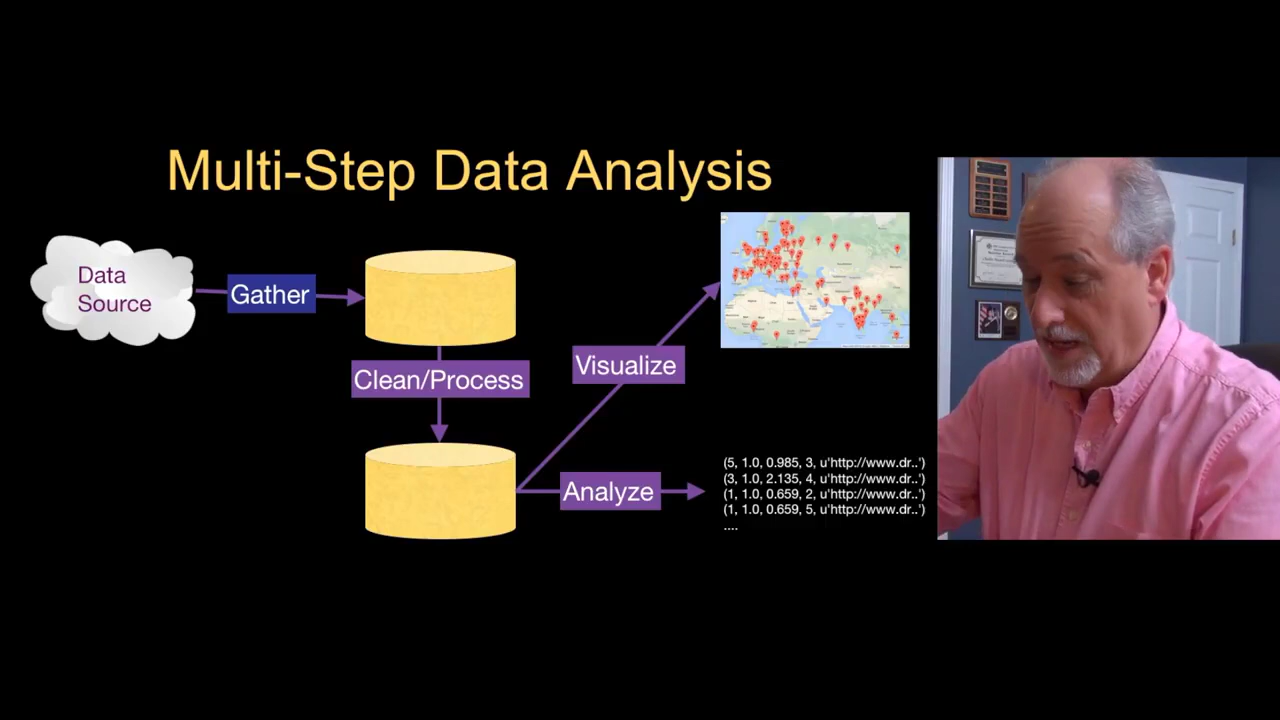 Multi-Step Data Analysis
Data
Source
Gather
Clean/Process
Visualize
Analyze
(5, 1.0, 0.985, 3, u'http://www.dr..')
(3, 1.0, 2.135, 4, u'http://www.dr..')
(1, 1.0, 0.659, 2, u'http://www.dr..')
(1, 1.0, 0.659, 5, u'http://www.dr..')
....